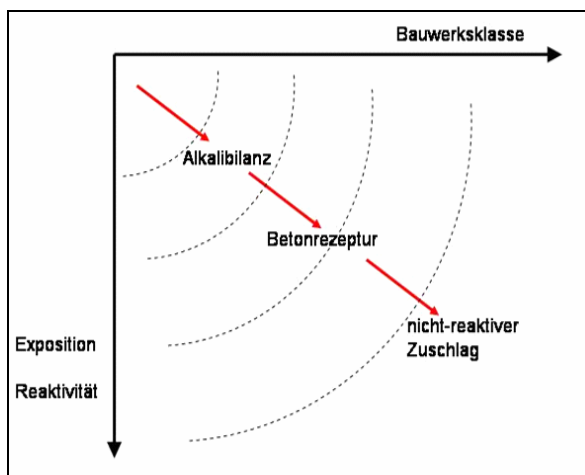 Bauwerksklasse
Alkalibilanz
Betonrezeptur
nicht-reaktiver
Zuschlag
Exposition
Reaktivität